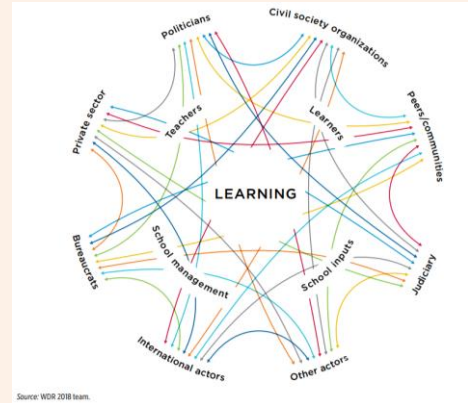 Politicians
Civil society organizations
Private sector
Teachers
Learners
Peers/communities
LEARNING
Bureaucrats
School management
School inputs
Judiciary
International actors
Other actors
Source: WDR 2018 team.